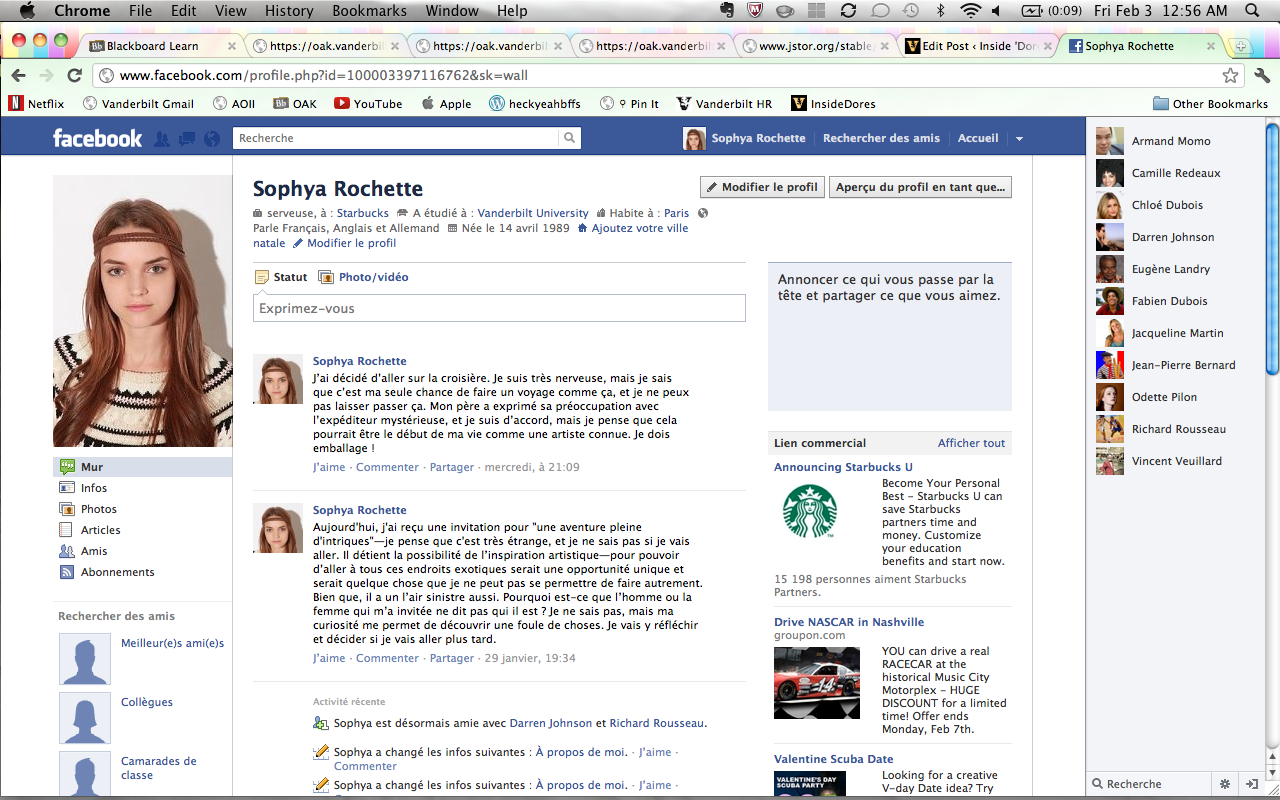 Chrome File Edit View History Bookmarks Window Help (0:09) Fri Feb 3 12:56 AM
Blackboard Learn https://oak.vanderbil https://oak.vanderbil https://oak.vanderbil www.jstor.org/stable/ Edit Post ‹ Inside 'Dor Sophya Rochette
www.facebook.com/profile.php?id=100003397116762&sk=wall
Netflix Vanderbilt Gmail AOII OAK YouTube Apple heckyeahbffs Pin It Vanderbilt HR InsideDores Other Bookmarks
facebook Recherche Sophya Rochette Rechercher des amis Accueil
Sophya Rochette
Modifier le profil Aperçu du profil en tant que...
serveuse, à : Starbucks A étudié à : Vanderbilt University Habite à : Paris
Parle Français, Anglais et Allemand Née le 14 avril 1989 Ajoutez votre ville
natale Modifier le profil
Statut Photo/vidéo
Exprimez-vous
Sophya Rochette
J'ai décidé d'aller sur la croisière. Je suis très nerveuse, mais je sais
que c'est ma seule chance de faire un voyage comme ça, et je ne peux
pas laisser passer ça. Mon père a exprimé sa préoccupation avec
l'expéditeur mystérieuse, et je suis d'accord, mais je pense que cela
pourrait être le début de ma vie comme une artiste connue. Je dois
emballage !
J'aime · Commenter · Partager · mercredi, à 21:09
Sophya Rochette
Aujourd'hui, j'ai reçu une invitation pour "une aventure pleine
d'intriques"—je pense que c'est très étrange, et je ne sais pas si je vais
aller. Il détient la possibilité de l'inspiration artistique—pour pouvoir
d'aller à tous ces endroits exotiques serait une opportunité unique et
serait quelque chose que je ne peut pas se permettre de faire autrement.
Bien que, il a un l'air sinistre aussi. Pourquoi est-ce que l'homme ou la
femme qui m'a invitée ne dit pas qui il est ? Je ne sais pas, mais ma
curiosité me permet de découvrir une foule de choses. Je vais y réfléchir
et décider si je vais aller plus tard.
J'aime · Commenter · Partager · 29 janvier, 19:34
Activité récente
Sophya est désormais amie avec Darren Johnson et Richard Rousseau.
Sophya a changé les infos suivantes : À propos de moi. · J'aime ·
Commenter
Sophya a changé les infos suivantes : À propos de moi. · J'aime ·
Commenter
Mur
Infos
Photos
Articles
Amis
Abonnements
Rechercher des amis
Meilleur(e)s ami(e)s
Collègues
Camarades de
classe
Annoncer ce qui vous passe par la
tête et partager ce que vous aimez.
Lien commercial Afficher tout
Announcing Starbucks U
Become Your Personal
Best – Starbucks U can
save Starbucks
partners time and
money. Customize
your education
benefits and start now.
15 198 personnes aiment Starbucks
Partners.
Drive NASCAR in Nashville
groupon.com
14
YOU can drive a real
RACECAR at the
historical Music City
Motorplex – HUGE
DISCOUNT for a limited
time! Offer ends
Monday, Feb 7th.
Valentine Scuba Date
VALENTINE'S DAY
SCUBA PARTY
Looking for a creative
V-day Date idea? Try
Armand Momo
Camille Redeaux
Chloé Dubois
Darren Johnson
Eugène Landry
Fabien Dubois
Jacqueline Martin
Jean-Pierre Bernard
Odette Pilon
Richard Rousseau
Vincent Veuillard
Recherche